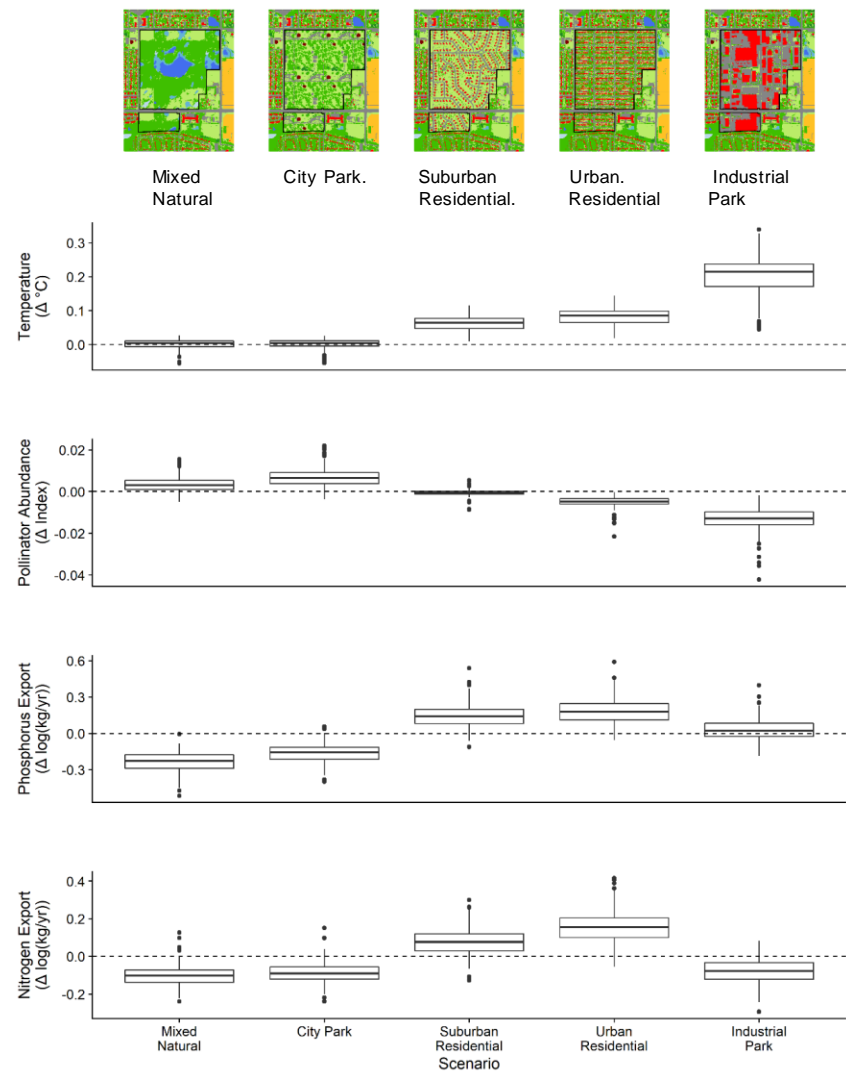 Mixed Natural
City Park.
Suburban Residential.
Urban. Residential
Industrial Park
Temperature
(Δ °C)
0.3
0.2
0.1
0.0
Pollinator Abundance
(Δ Index)
0.02
0.00
-0.02
-0.04
Phosphorus Export
(Δ log(kg/yr))
0.6
0.3
0.0
-0.3
Nitrogen Export
(Δ log(kg/yr))
0.4
0.2
0.0
-0.2
Mixed Natural
City Park
Suburban Residential
Urban Residential
Industrial Park
Scenario